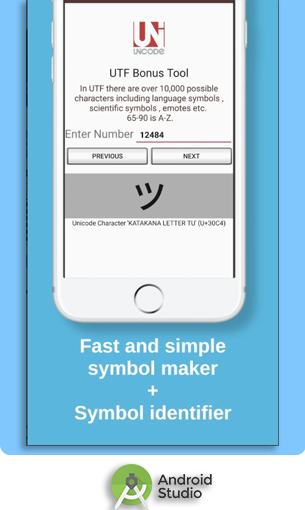 UN
UNICODE
UTF Bonus Tool
In UTF there are over 10,000 possible
characters including language symbols ,
scientific symbols , emotes etc.
65-90 is A-Z.
Enter Number 12484
PREVIOUS NEXT
ツ
Unicode Character 'KATAKANA LETTER TU' (U+30C4)
Fast and simple
symbol maker
+
Symbol identifier
Android
Studio